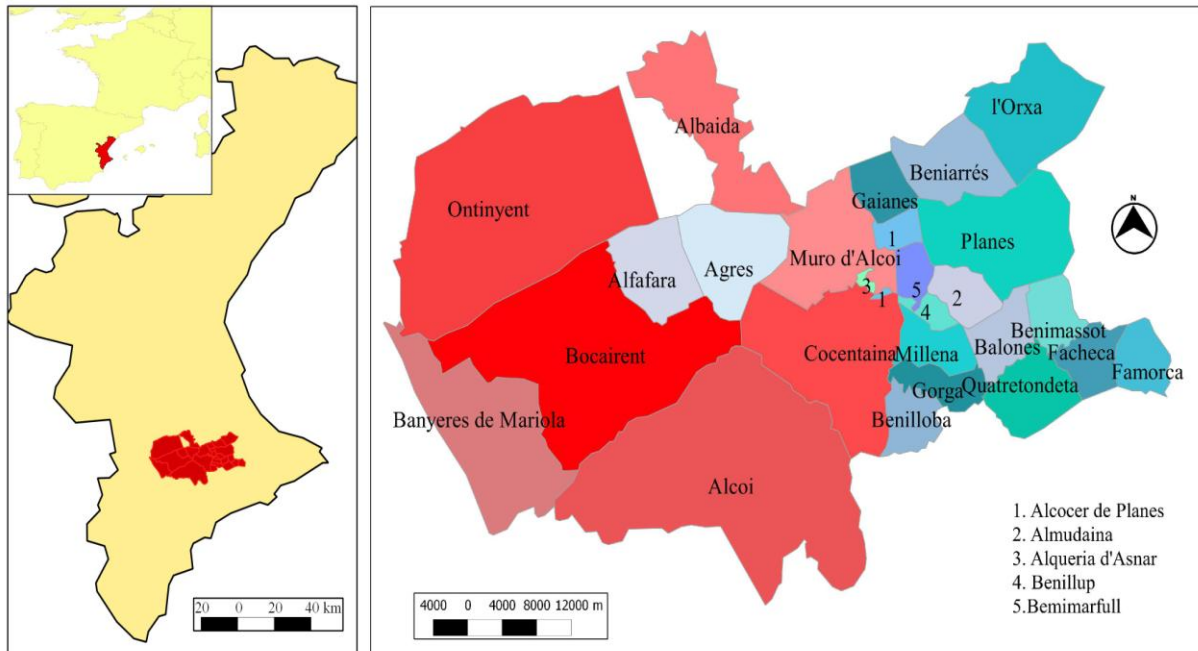 20 0 20 40 km
N
Albaida
l'Orxa
Beniarrés
Ontinyent
Gaianes
1
Planes
Muro d'Alcoi
Alfafara
Agres
3
1
5
2
4
Benimassot
Bocairent
Cocentaina
Millena
Balones
Facheca
Famorca
Gorga
Quatretondeta
Banyeres de Mariola
Benilloba
Alcoi
1. Alcocer de Planes
2. Almudaina
3. Alqueria d'Asnar
4. Benillup
5.Bemimarfull
4000 0 4000 8000 12000 m